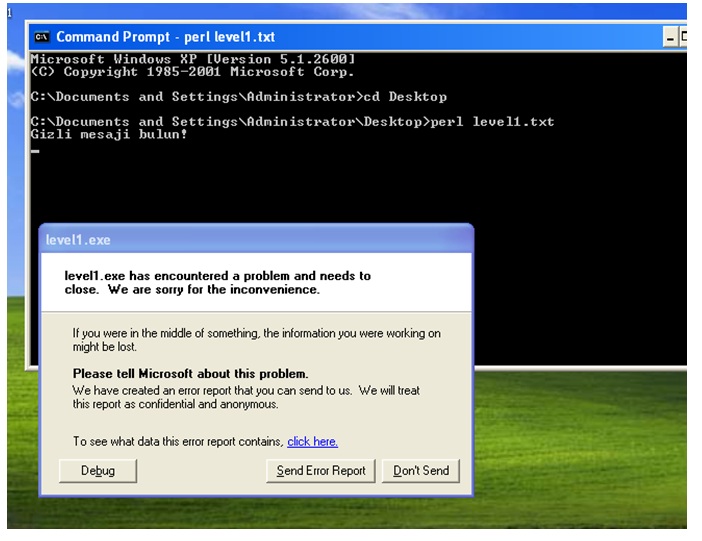 1
Command Prompt - perl level1.txt
Microsoft Windows XP [Version 5.1.2600]
(C) Copyright 1985-2001 Microsoft Corp.
C:\Documents and Settings\Administrator>cd Desktop
C:\Documents and Settings\Administrator\Desktop>perl level1.txt
Gizli mesaji bulun!
level1.exe
level1.exe has encountered a problem and needs to
close. We are sorry for the inconvenience.
If you were in the middle of something, the information you were working on
might be lost.
Please tell Microsoft about this problem.
We have created an error report that you can send to us. We will treat
this report as confidential and anonymous.
To see what data this error report contains, click here.
Debug Send Error Report Don't Send